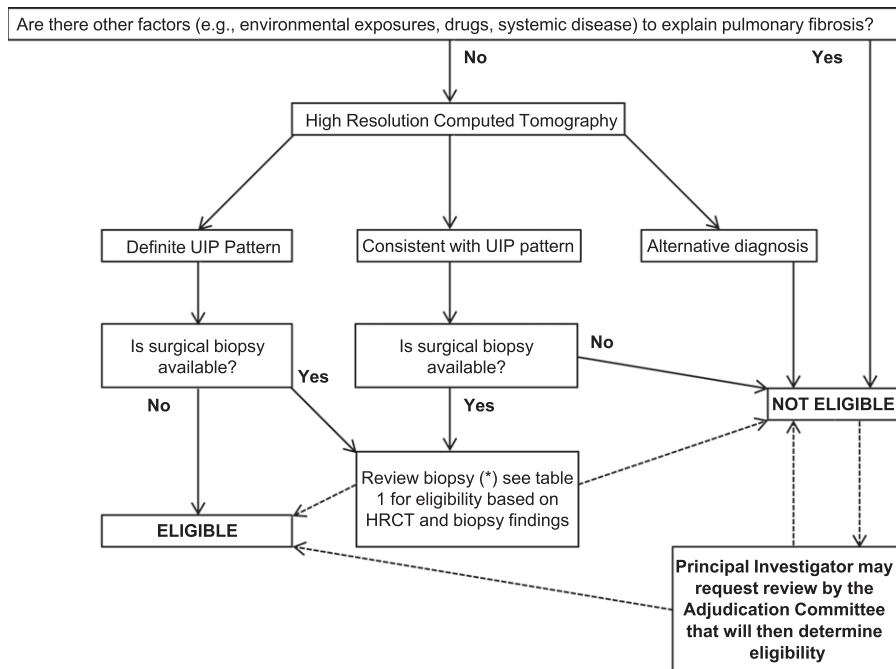 Are there other factors (e.g., environmental exposures, drugs, systemic disease) to explain pulmonary fibrosis?
No
Yes
High Resolution Computed Tomography
Definite UIP Pattern
Consistent with UIP pattern
Alternative diagnosis
Is surgical biopsy
available?
Is surgical biopsy
available?
No
Yes
No
Yes
NOT ELIGIBLE
Review biopsy (*) see table
1 for eligibility based on
HRCT and biopsy findings
ELIGIBLE
Principal Investigator may
request review by the
Adjudication Committee
that will then determine
eligibility